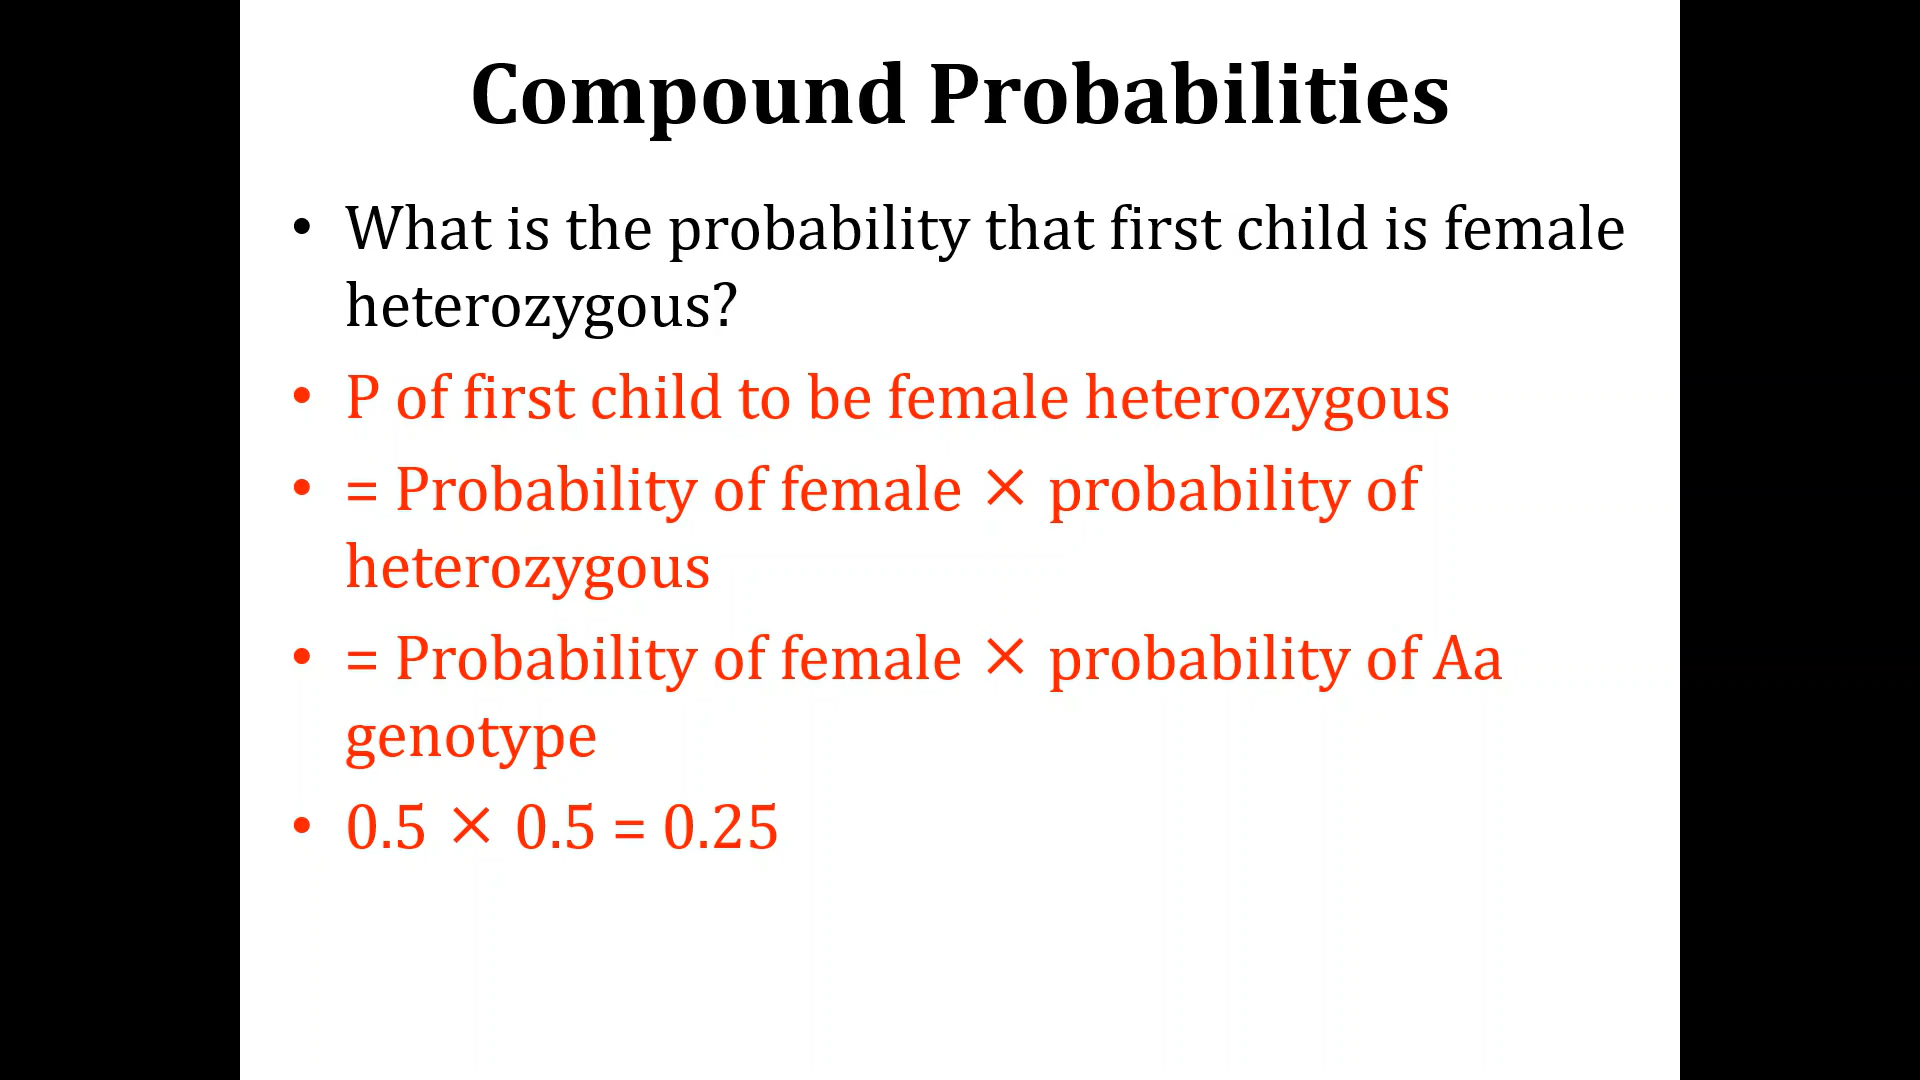 Compound Probabilities
• What is the probability that first child is female
heterozygous?
• P of first child to be female heterozygous
• = Probability of female × probability of
heterozygous
• = Probability of female × probability of Aa
genotype
• 0.5 × 0.5 = 0.25